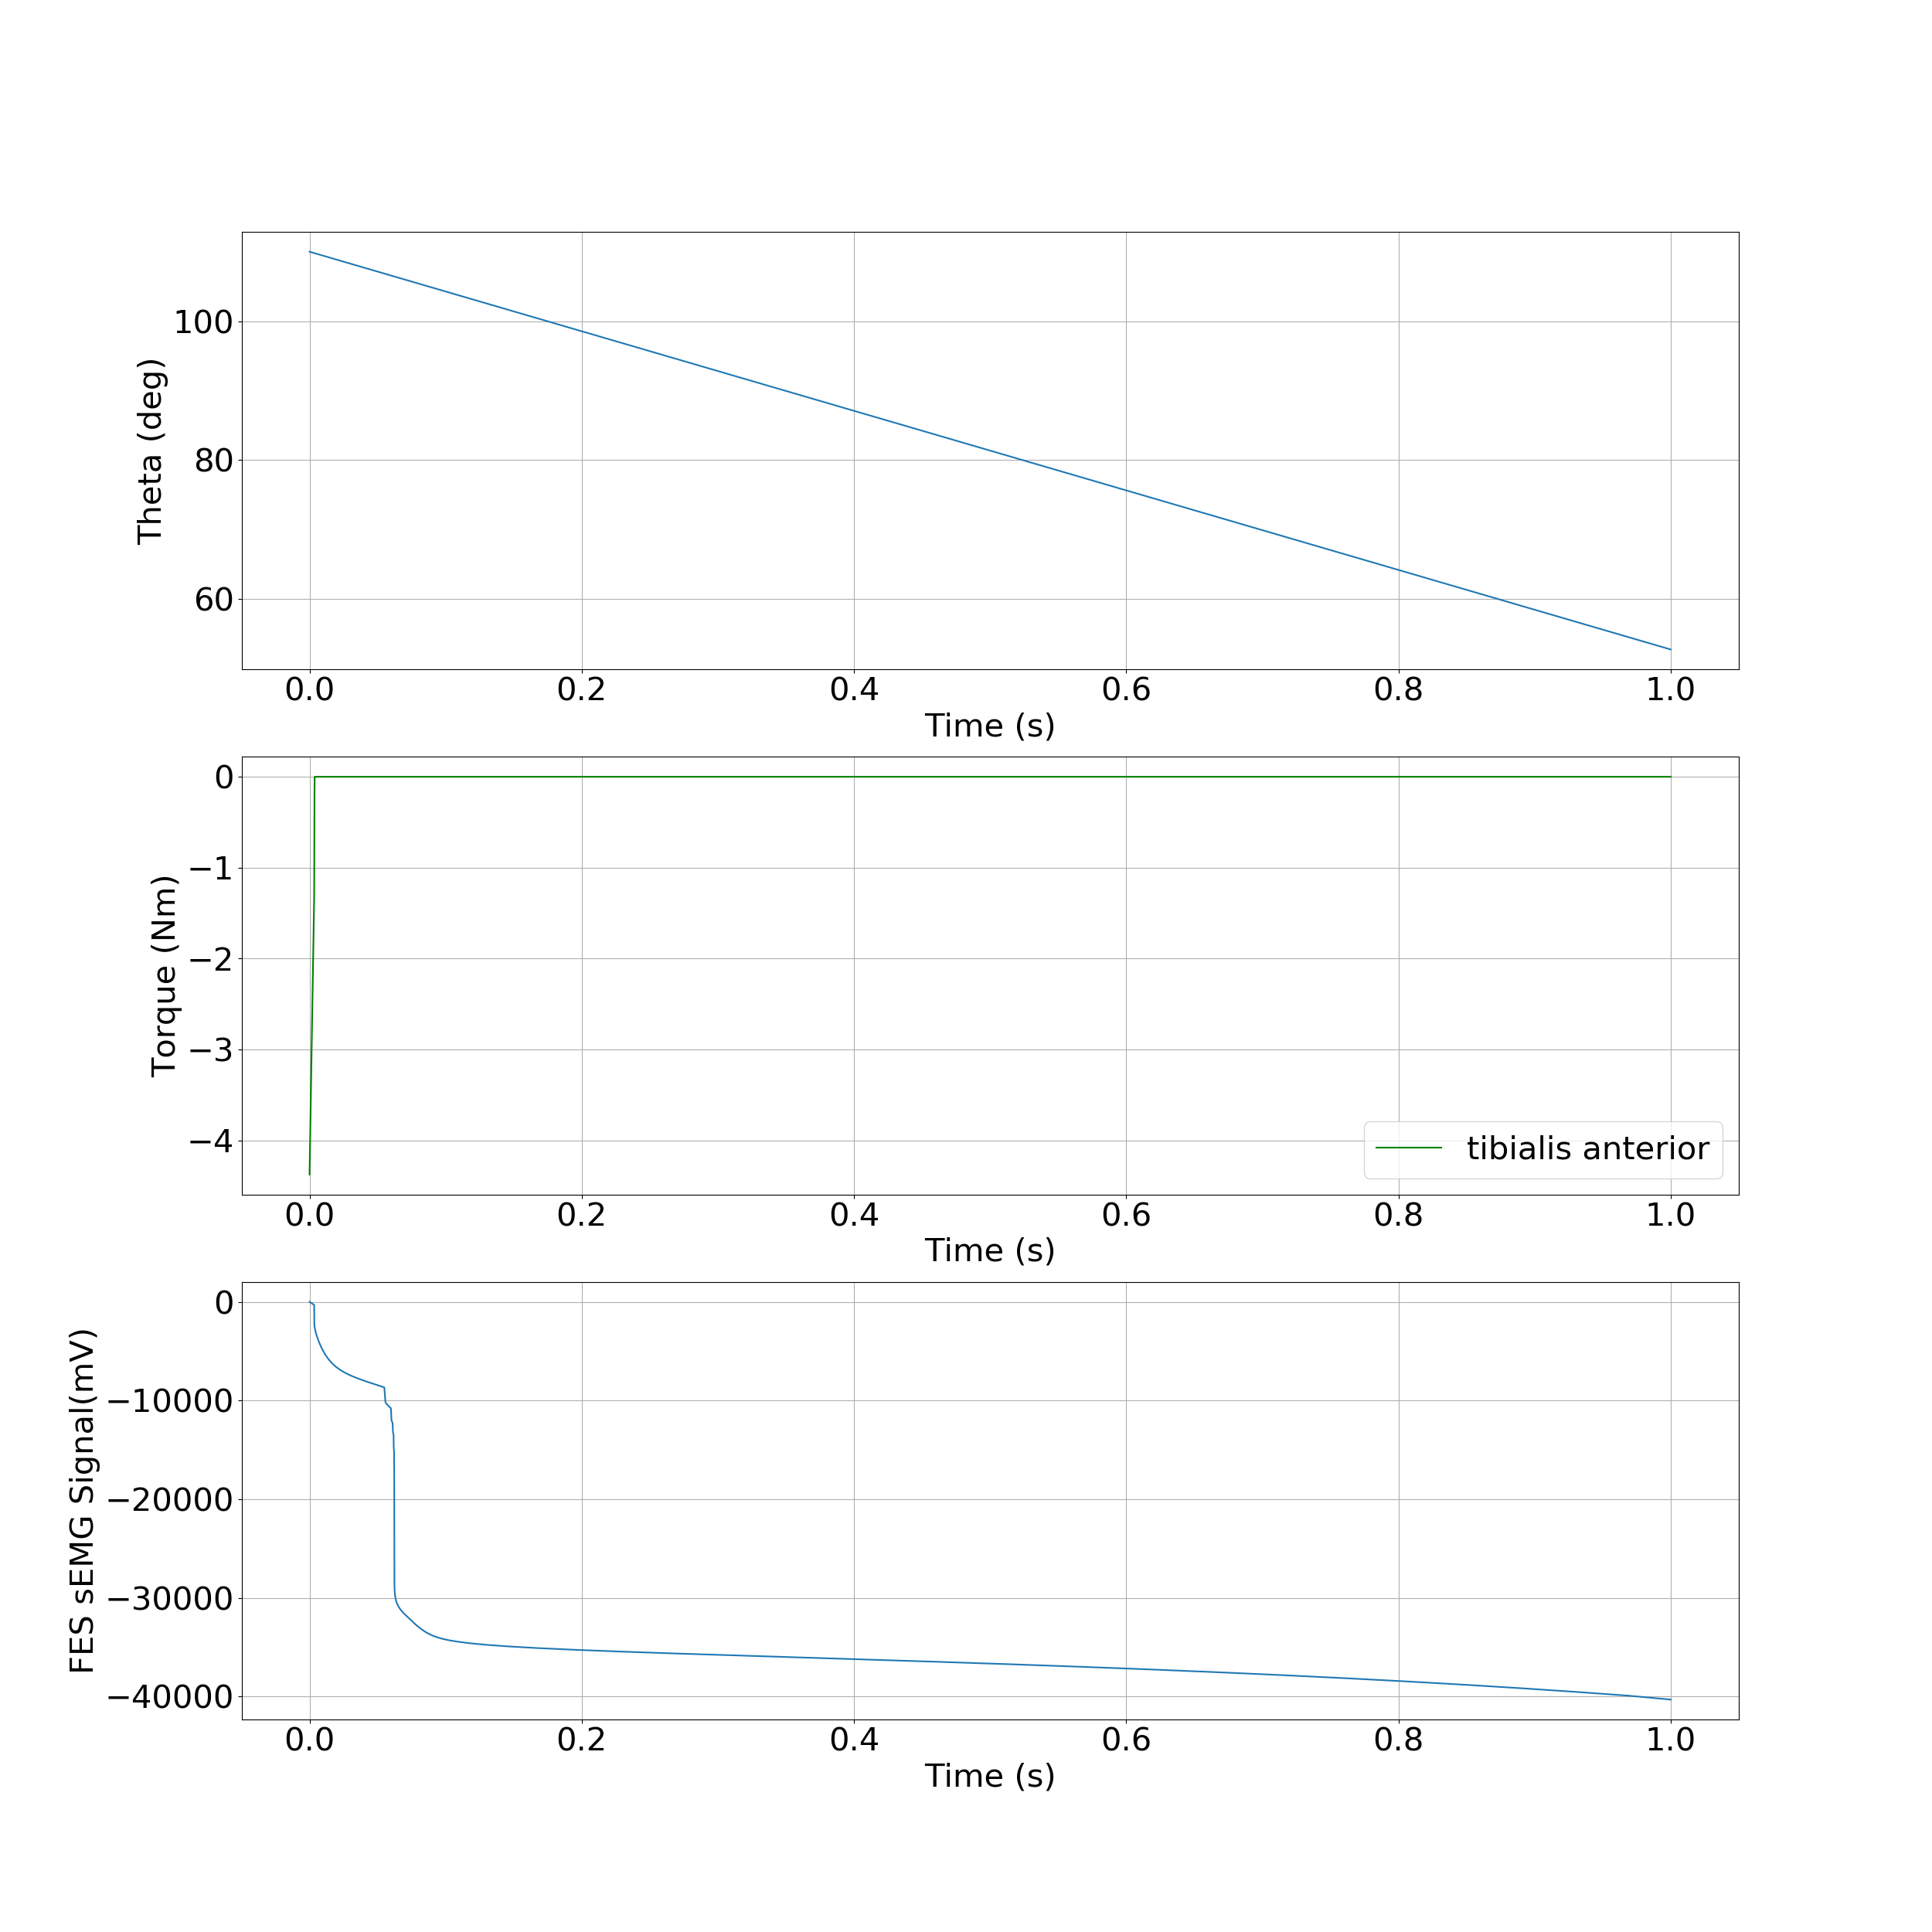 100
80
60
Theta (deg)
0.0 0.2 0.4 0.6 0.8 1.0
Time (s)
0
−1
−2
−3
−4
Torque (Nm)
tibialis anterior
0.0 0.2 0.4 0.6 0.8 1.0
Time (s)
0
−10000
−20000
−30000
−40000
FES sEMG Signal(mV)
0.0 0.2 0.4 0.6 0.8 1.0
Time (s)